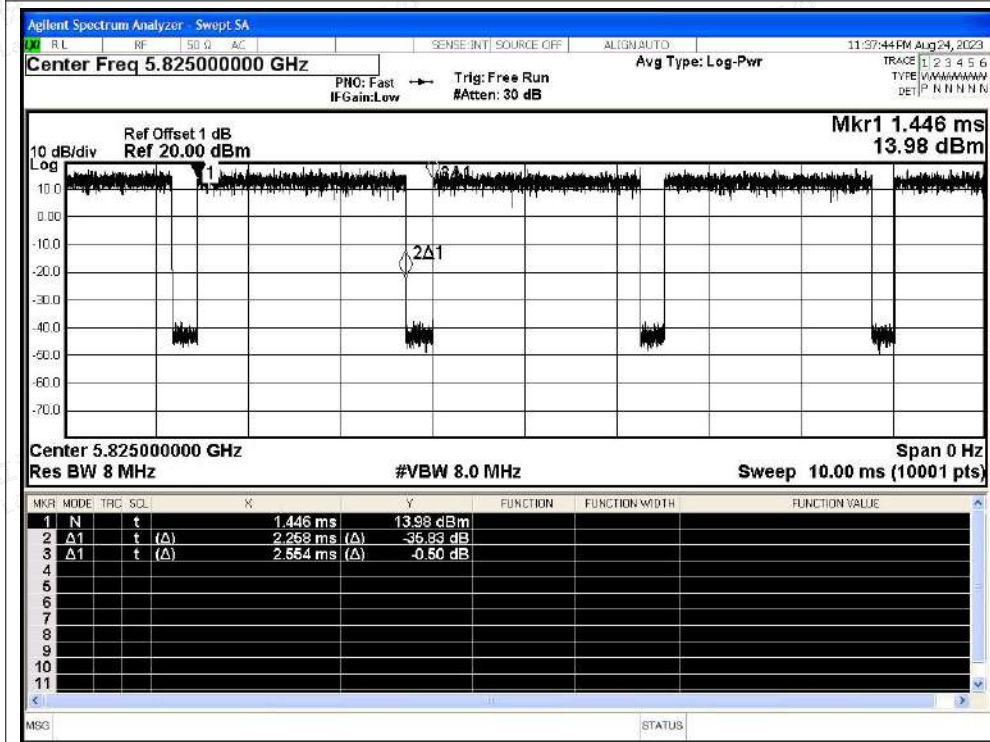 Agilent Spectrum Analyzer - Swept SA
LXI RL RF 50 Ω AC SENSE:INT SOURCE OFF ALIGN AUTO 11:37:44 PM Aug 24, 2023
Center Freq 5.825000000 GHz Avg Type: Log-Pwr TRACE 1 2 3 4 5 6
PNO: Fast Trig: Free Run TYPE
IFGain:Low #Atten: 30 dB DET P N N N N N
Ref Offset 1 dB Mkr1 1.446 ms
10 dB/div Ref 20.00 dBm 13.98 dBm
Log
1 3Δ1
10.0
0.00
-10.0
2Δ1
-20.0
-30.0
-40.0
-50.0
-60.0
-70.0
Center 5.825000000 GHz Span 0 Hz
Res BW 8 MHz #VBW 8.0 MHz Sweep 10.00 ms (10001 pts)
MKR MODE TRC SCL X Y FUNCTION FUNCTION WIDTH FUNCTION VALUE
1 N t 1.446 ms 13.98 dBm
2 Δ1 t (Δ) 2.258 ms (Δ) -35.83 dB
3 Δ1 t (Δ) 2.554 ms (Δ) -0.50 dB
4
5
6
7
8
9
10
11
MSG STATUS